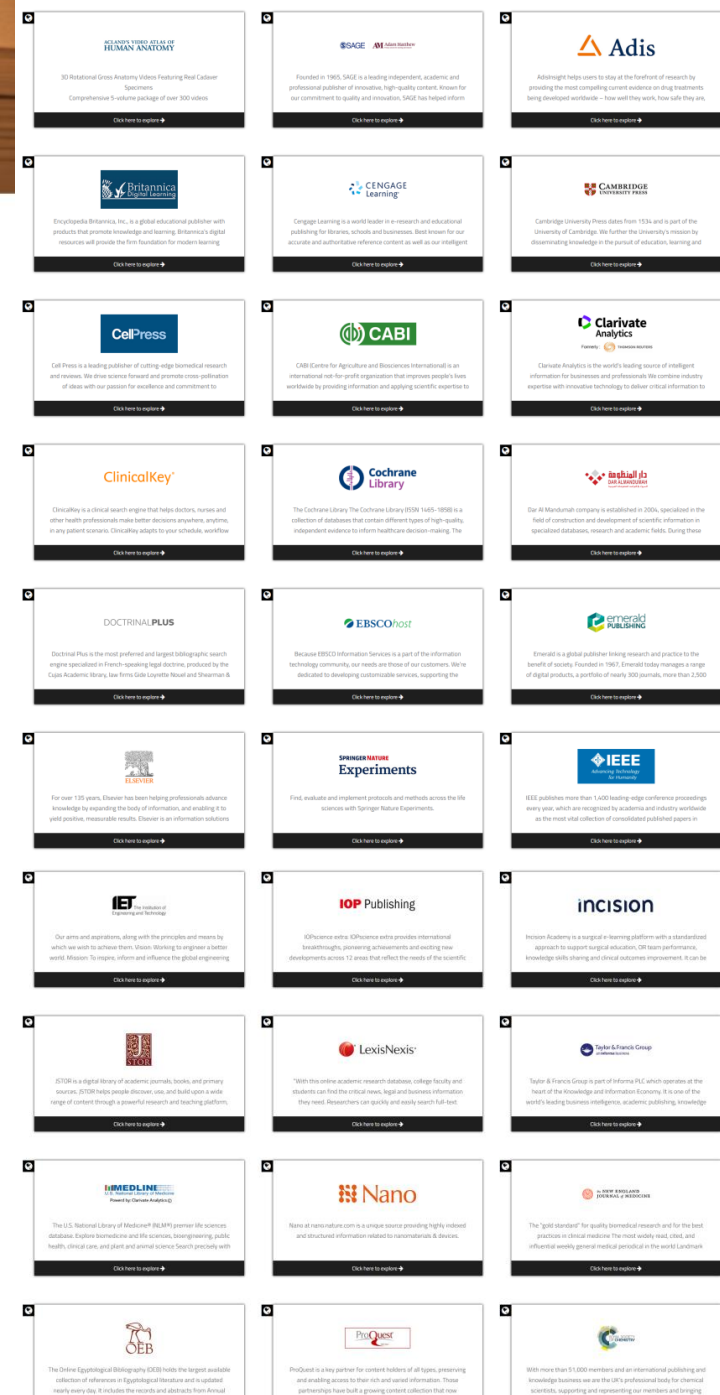 ACLAND'S VIDEO ATLAS OF
HUMAN ANATOMY
3D Rotational Gross Anatomy Videos Featuring Real Cadaver
Specimens
Comprehensive 5-volume package of over 300 videos
Click here to explore →
SAGE AM Adam Matthew
Founded in 1965, SAGE is a leading independent, academic and
professional publisher of innovative, high-quality content. Known for
our commitment to quality and innovation, SAGE has helped inform
Click here to explore →
Adis
AdisInsight helps users to stay at the forefront of research by
providing the most compelling current evidence on drug treatments
being developed worldwide – how well they work, how safe they are,
Click here to explore →
Britannica
Digital Learning
Encyclopedia Britannica, Inc., is a global educational publisher with
products that promote knowledge and learning. Britannica's digital
resources will provide the firm foundation for modern learning
Click here to explore →
CENGAGE
Learning
Cengage Learning is a world leader in e-research and educational
publishing for libraries, schools and businesses. Best known for our
accurate and authoritative reference content as well as our intelligent
Click here to explore →
CAMBRIDGE
UNIVERSITY PRESS
Cambridge University Press dates from 1534 and is part of the
University of Cambridge. We further the University's mission by
disseminating knowledge in the pursuit of education, learning and
Click here to explore →
CellPress
Cell Press is a leading publisher of cutting-edge biomedical research
and reviews. We drive science forward and promote cross-pollination
of ideas with our passion for excellence and commitment to
Click here to explore →
CABI
CABI (Centre for Agriculture and Biosciences International) is an
international not-for-profit organization that improves people's lives
worldwide by providing information and applying scientific expertise to
Click here to explore →
Clarivate
Analytics
Formerly THOMSON REUTERS
Clarivate Analytics is the world's leading source of intelligent
information for businesses and professionals We combine industry
expertise with innovative technology to deliver critical information to
Click here to explore →
ClinicalKey
ClinicalKey is a clinical search engine that helps doctors, nurses and
other health professionals make better decisions anywhere, anytime,
in any patient scenario. ClinicalKey adapts to your schedule, workflow
Click here to explore →
Cochrane
Library
The Cochrane Library The Cochrane Library (ISSN 1465-1858) is a
collection of databases that contain different types of high-quality,
independent evidence to inform healthcare decision-making. The
Click here to explore →
دار المنظومة
DAR ALMANDUMAH
Dar Al Mandumah company is established in 2004, specialized in the
field of construction and development of scientific information in
specialized databases, research and academic fields. During these
Click here to explore →
DOCTRINALPLUS
Doctrinal Plus is the most preferred and largest bibliographic search
engine specialized in French-speaking legal doctrine, produced by the
Cujas Academic library, law firms Gide Loyrette Nouel and Shearman &
Click here to explore →
EBSCOhost
Because EBSCO Information Services is a part of the information
technology community, our needs are those of our customers. We're
dedicated to developing customizable services, supporting the
Click here to explore →
emerald
PUBLISHING
Emerald is a global publisher linking research and practice to the
benefit of society. Founded in 1967, Emerald today manages a range
of digital products, a portfolio of nearly 300 journals, more than 2,500
Click here to explore →
ELSEVIER
For over 135 years, Elsevier has been helping professionals advance
knowledge by expanding the body of information, and enabling it to
yield positive, measurable results. Elsevier is an information solutions
Click here to explore →
SPRINGER NATURE
Experiments
Find, evaluate and implement protocols and methods across the life
sciences with Springer Nature Experiments.
Click here to explore →
IEEE
Advancing Technology
for Humanity
IEEE publishes more than 1,400 leading-edge conference proceedings
every year, which are recognized by academia and industry worldwide
as the most vital collection of consolidated published papers in
Click here to explore →
IET The Institution of
Engineering and Technology
Our aims and aspirations, along with the principles and means by
which we wish to achieve them. Vision: Working to engineer a better
world. Mission: To inspire, inform and influence the global engineering
Click here to explore →
IOP Publishing
IOPscience extra: IOPscience extra provides international
breakthroughs, pioneering achievements and exciting new
developments across 12 areas that reflect the needs of the scientific
Click here to explore →
incision
Incision Academy is a surgical e-learning platform with a standardized
approach to support surgical education, OR team performance,
knowledge skills sharing and clinical outcomes improvement. It can be
Click here to explore →
JSTOR
JSTOR is a digital library of academic journals, books, and primary
sources. JSTOR helps people discover, use, and build upon a wide
range of content through a powerful research and teaching platform,
Click here to explore →
LexisNexis
"With this online academic research database, college faculty and
students can find the critical news, legal and business information
they need. Researchers can quickly and easily search full-text
Click here to explore →
Taylor & Francis Group
an informa business
Taylor & Francis Group is part of Informa PLC which operates at the
heart of the Knowledge and Information Economy. It is one of the
world's leading business intelligence, academic publishing, knowledge
Click here to explore →
MEDLINE
U.S. National Library of Medicine
Powerd by: Clarivate Analytics
The U.S. National Library of Medicine® (NLM®) premier life sciences
database. Explore biomedicine and life sciences, bioengineering, public
health, clinical care, and plant and animal science Search precisely with
Click here to explore →
Nano
Nano at nano.nature.com is a unique source providing highly indexed
and structured information related to nanomaterials & devices.
Click here to explore →
the NEW ENGLAND
JOURNAL of MEDICINE
The "gold standard" for quality biomedical research and for the best
practices in clinical medicine The most widely read, cited, and
influential weekly general medical periodical in the world Landmark
Click here to explore →
OEB
The Online Egyptological Bibliography (OEB) holds the largest available
collection of references in Egyptological literature and is updated
nearly every day. It includes the records and abstracts from Annual
ProQuest
ProQuest is a key partner for content holders of all types, preserving
and enabling access to their rich and varied information. Those
partnerships have built a growing content collection that now
CHEMISTRY
With more than 51,000 members and an international publishing and
knowledge business we are the UK's professional body for chemical
scientists, supporting and representing our members and bringing